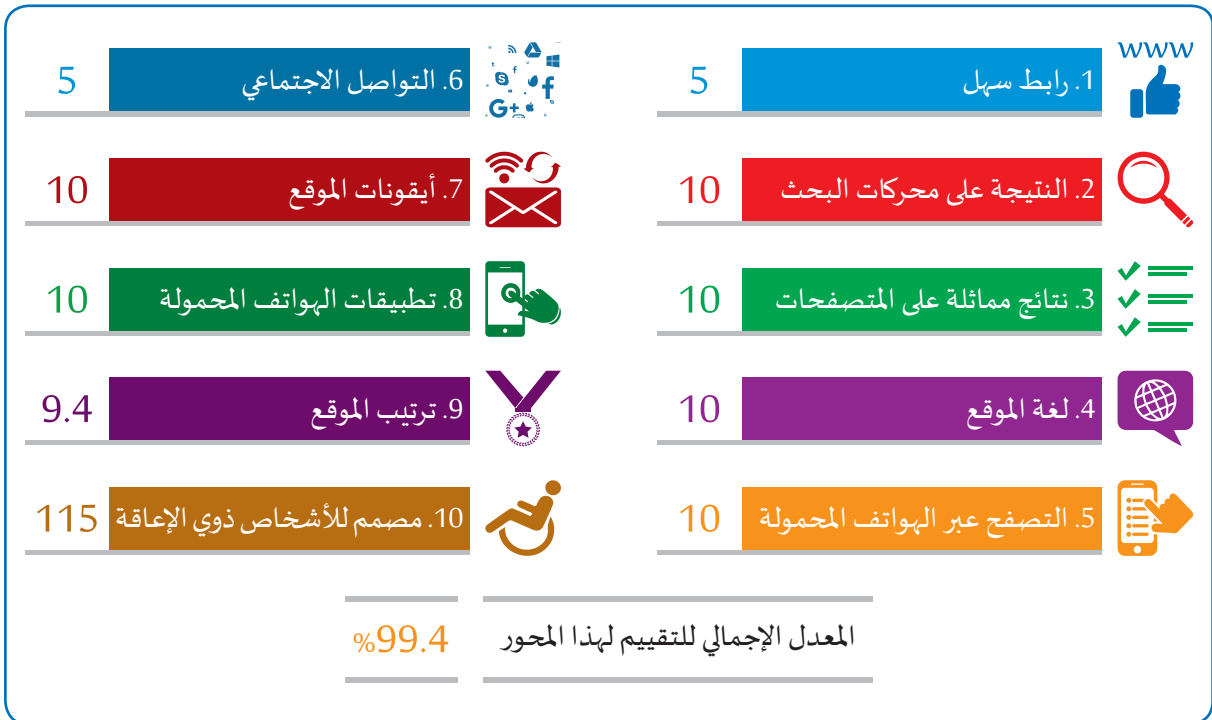 www
1. رابط سهل
5
2. النتيجة على محركات البحث
10
3. نتائج مماثلة على المتصفحات
10
4. لغة الموقع
10
5. التصفح عبر الهواتف المحمولة
10
6. التواصل الاجتماعي
5
7. أيقونات الموقع
10
8. تطبيقات الهواتف المحمولة
10
9. ترتيب الموقع
9.4
10. مصمم للأشخاص ذوي الإعاقة
115
المعدل الإجمالي للتقييم لهذا المحور
%99.4